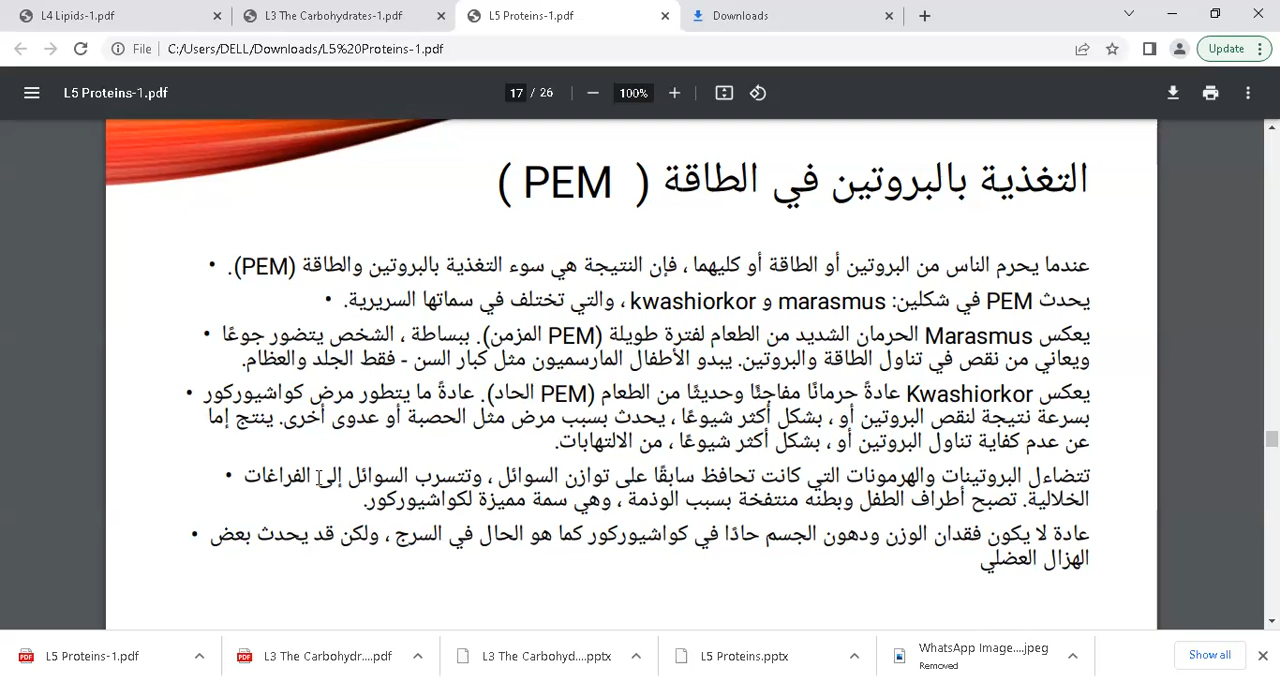 L4 Lipids-1.pdf
L3 The Carbohydrates-1.pdf
L5 Proteins-1.pdf
Downloads
File
C:/Users/DELL/Downloads/L5%20Proteins-1.pdf
Update
L5 Proteins-1.pdf
17 / 26
100%
التغذية بالبروتين في الطاقة ( PEM )
عندما يحرم الناس من البروتين أو الطاقة أو كليهما ، فإن النتيجة هي سوء التغذية بالبروتين والطاقة (PEM). •
يحدث PEM في شكلين: marasmus و kwashiorkor ، والتي تختلف في سماتها السريرية. •
يعكس Marasmus الحرمان الشديد من الطعام لفترة طويلة (PEM المزمن). ببساطة ، الشخص يتضور جوعًا •
ويعاني من نقص في تناول الطاقة والبروتين. يبدو الأطفال المارسميون مثل كبار السن - فقط الجلد والعظام.
يعكس Kwashiorkor عادةً حرمانًا مفاجئًا وحديثًا من الطعام (PEM الحاد). عادةً ما يتطور مرض كواشيوركور •
بسرعة نتيجة لنقص البروتين أو ، بشكل أكثر شيوعًا ، يحدث بسبب مرض مثل الحصبة أو عدوى أخرى. ينتج إما
عن عدم كفاية تناول البروتين أو ، بشكل أكثر شيوعًا ، من الالتهابات.
تتضاءل البروتينات والهرمونات التي كانت تحافظ سابقًا على توازن السوائل ، وتتسرب السوائل إلى الفراغات •
الخلالية. تصبح أطراف الطفل وبطنه منتفخة بسبب الوذمة ، وهي سمة مميزة لكواشيوركور.
عادة لا يكون فقدان الوزن ودهون الجسم حادًا في كواشيوركور كما هو الحال في السرج ، ولكن قد يحدث بعض •
الهزال العضلي
L5 Proteins-1.pdf
L3 The Carbohydr....pdf
L3 The Carbohyd....pptx
L5 Proteins.pptx
WhatsApp Image....jpeg
Removed
Show all